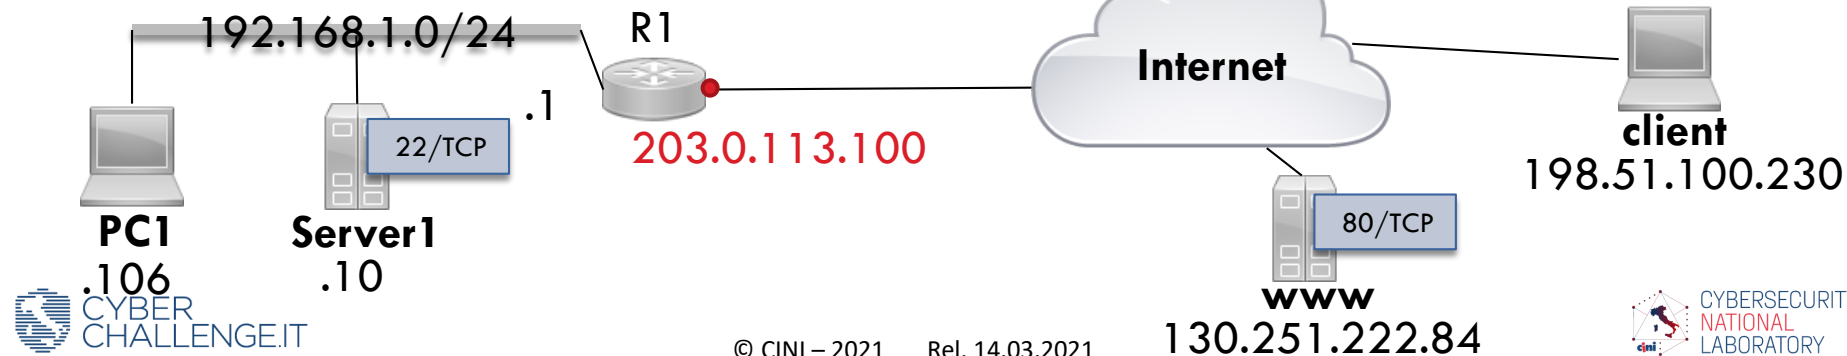 192.168.1.0/24
R1
Internet
.1
22/TCP
203.0.113.100
client
198.51.100.230
80/TCP
PC1
.106
Server1
.10
www
130.251.222.84
CYBER
CHALLENGE.IT
© CINI – 2021 Rel. 14.03.2021
cini
CYBERSECURIT
NATIONAL
LABORATORY